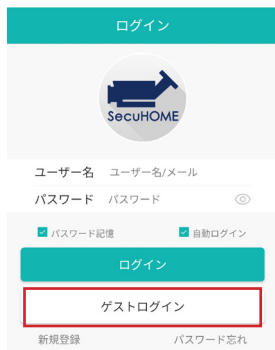 ログイン
SecuHOME
ユーザー名 ユーザー名/メール
パスワード パスワード
パスワード記憶 自動ログイン
ログイン
ゲストログイン
新規登録 パスワード忘れ